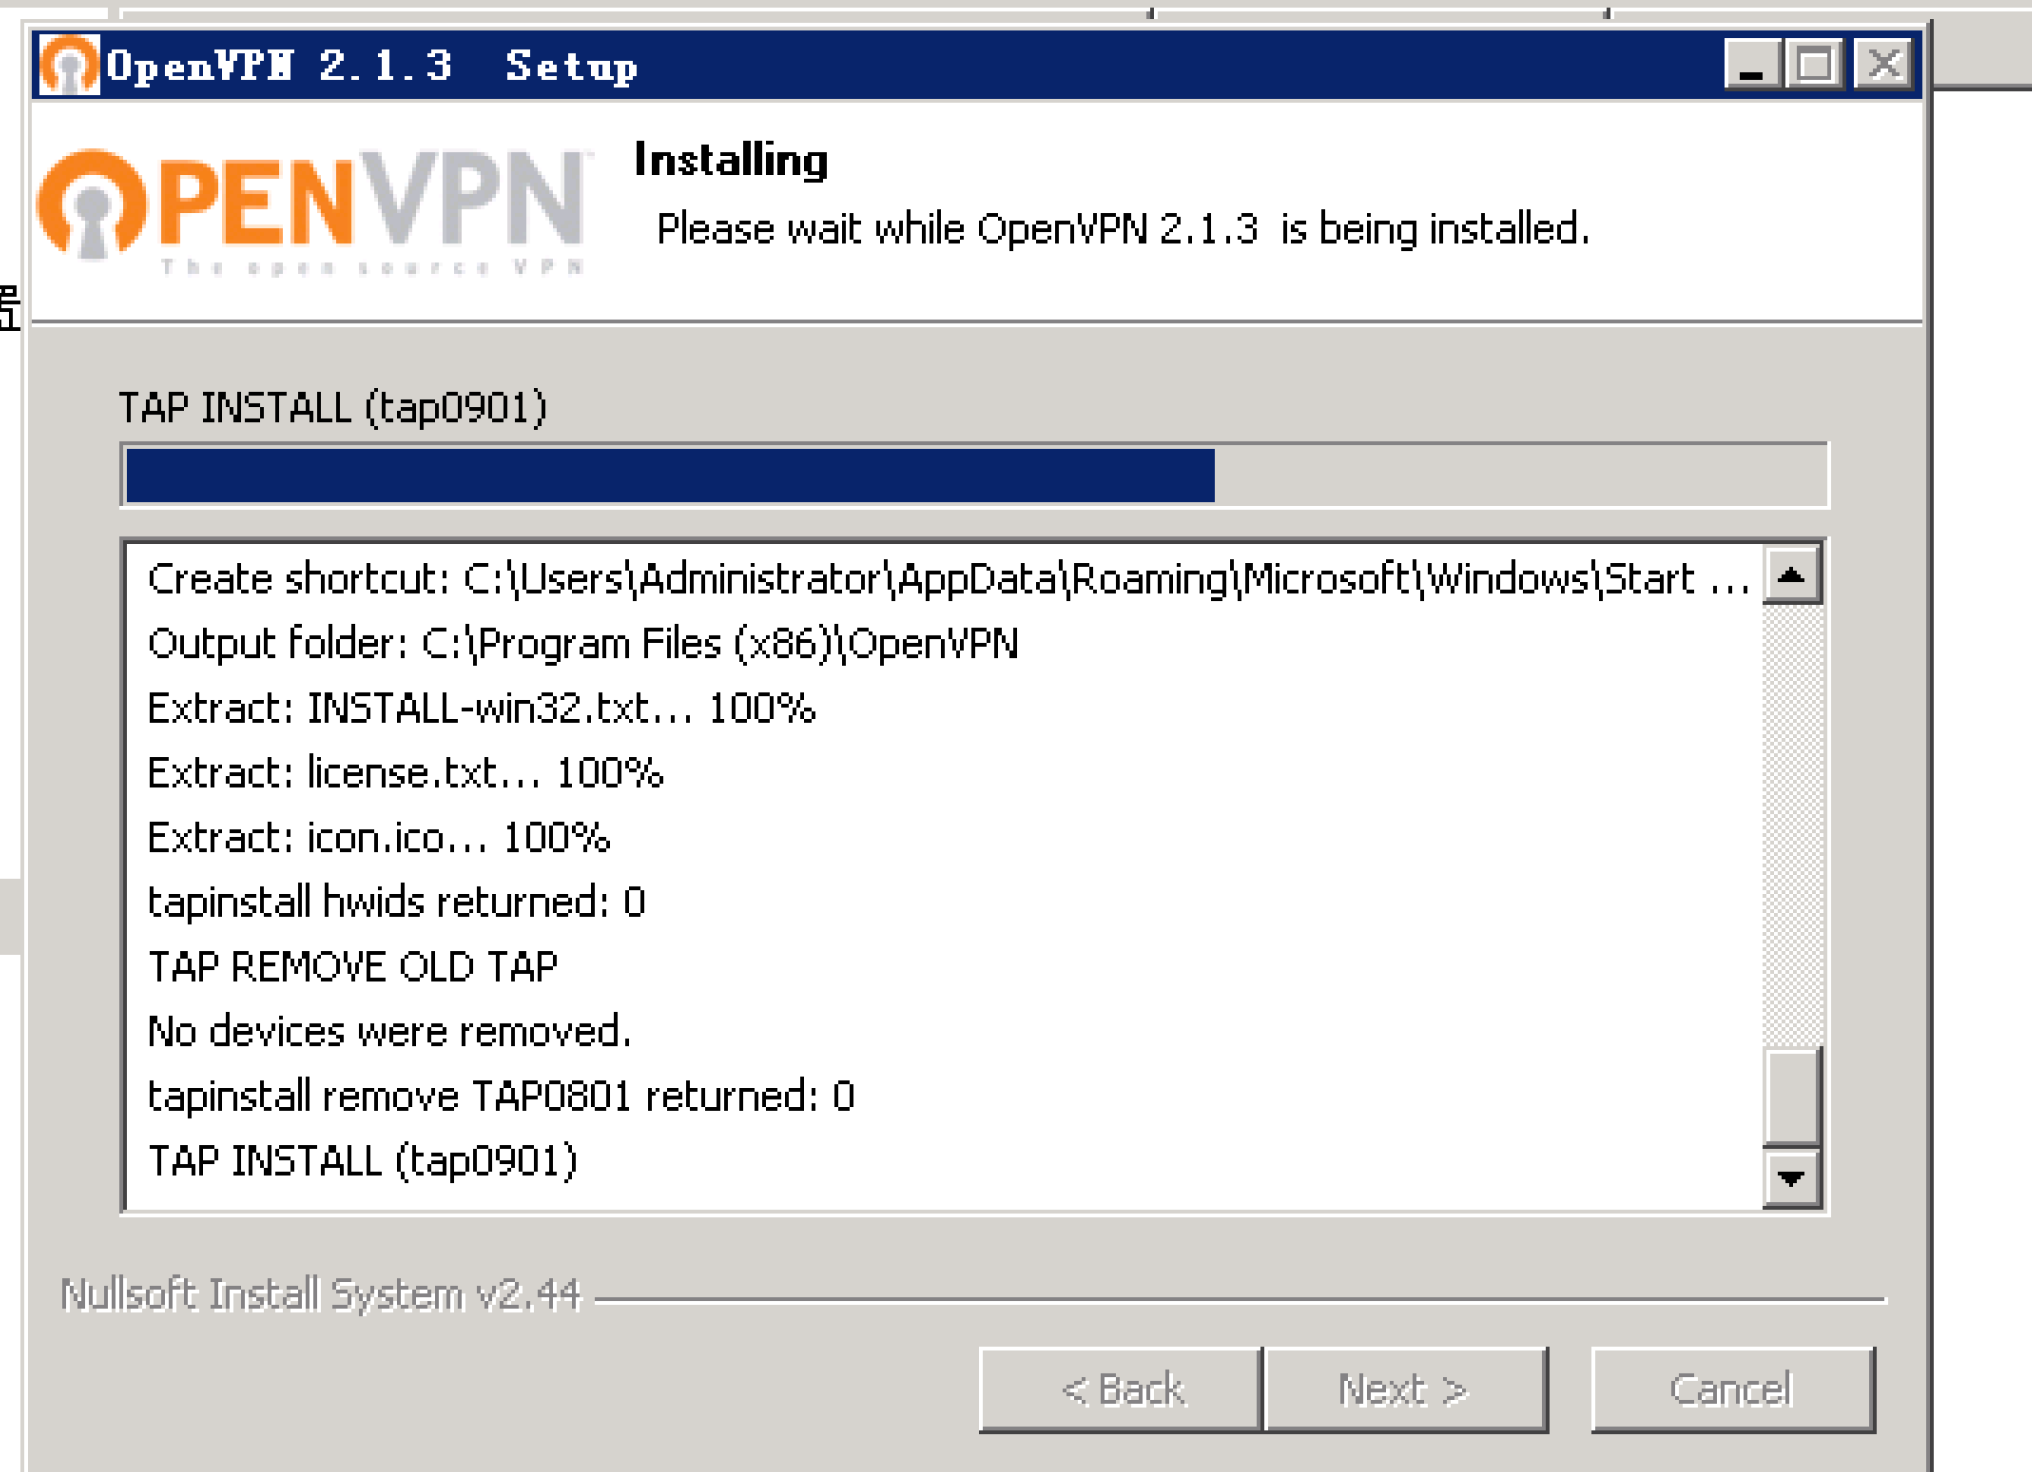 OpenVPN 2.1.3 Setup
OPENVPN
The open source VPN
Installing
Please wait while OpenVPN 2.1.3 is being installed.
置
TAP INSTALL (tap0901)
Create shortcut: C:\Users\Administrator\AppData\Roaming\Microsoft\Windows\Start ...
Output folder: C:\Program Files (x86)\OpenVPN
Extract: INSTALL-win32.txt... 100%
Extract: license.txt... 100%
Extract: icon.ico... 100%
tapinstall hwids returned: 0
TAP REMOVE OLD TAP
No devices were removed.
tapinstall remove TAP0801 returned: 0
TAP INSTALL (tap0901)
Nullsoft Install System v2.44
< Back
Next >
Cancel